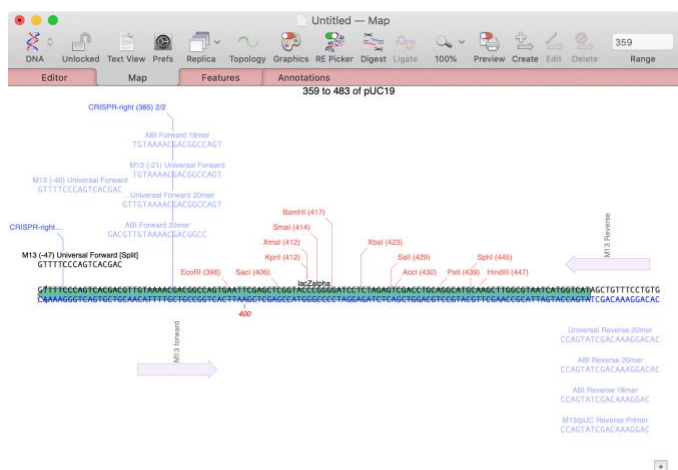 Untitled — Map
359
DNA Unlocked Text View Prefs Replica Topology Graphics RE Picker Digest Ligate 100% Preview Create Edit Delete Range
Editor Map Features Annotations
359 to 483 of pUC19
CRISPR-right (385) 2/2
ABI Forward 18mer
TGTAAAACGACGGCCAGT
M13 (-21) Universal Forward
TGTAAAACGACGGCCAGT
M13 (-40) Universal Forward
GTTTTCCCAGTCACGAC
Universal Forward 20mer
GTTGTAAAACGACGGCCAGT
ABI Forward 20mer
GACGTTGTAAAACGACGGCC
CRISPR-right...
M13 (-47) Universal Forward [Split]
GTTTTCCCAGTCACGAC
BamHI (417)
SmaI (414)
XmaI (412)
XbaI (423)
KpnI (412)
SalI (429)
SphI (445)
EcoRI (396)
SacI (406)
AccI (430)
PstI (439)
HindIII (447)
lacZalpha
M13 Reverse
GTTTTCCCAGTCACGACGTTGTAAAACGACGGCCAGTGAATTCGAGCTCGGTACCCGGGGATCCTCTAGAGTCGACCTGCAGGCATGCAAGCTTGGCGTAATCATGGTCATAGCTGTTTCCTGTG
CAAAAGGGTCAGTGCTGCAACATTTTGCTGCCGGTCACTTAAGCTCGAGCCATGGGCCCCTAGGAGATCTCAGCTGGACGTCCGTACGTTCGAACCGCATTAGTACCAGTATCGACAAAGGACAC
400
M13 forward
Universal Reverse 20mer
CCAGTATCGACAAAGGACAC
ABI Reverse 20mer
CCAGTATCGACAAAGGACAC
ABI Reverse 18mer
CCAGTATCGACAAAGGAC
M13/pUC Reverse Primer
CCAGTATCGACAAAGGAC